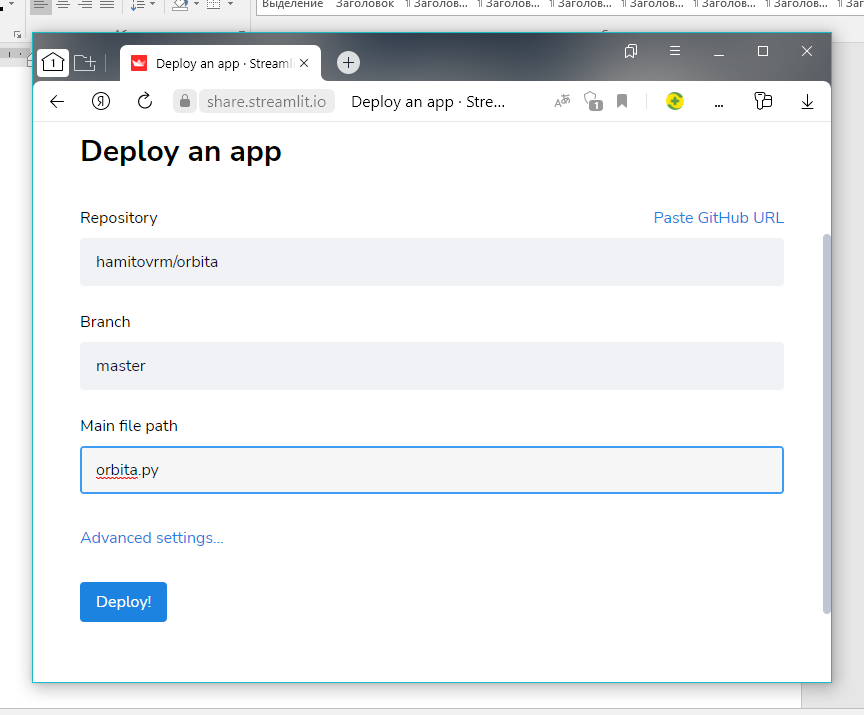 Выделение Заголовок ¶ Заголов... ¶ Заголов... ¶ Заголов... ¶ Заголов... ¶ Заголов... ¶ Заголов...
1 Deploy an app · Streaml
Я share.streamlit.io Deploy an app · Stre... 1 ...
Deploy an app
Repository Paste GitHub URL
hamitovrm/orbita
Branch
master
Main file path
orbita.py
Advanced settings...
Deploy!